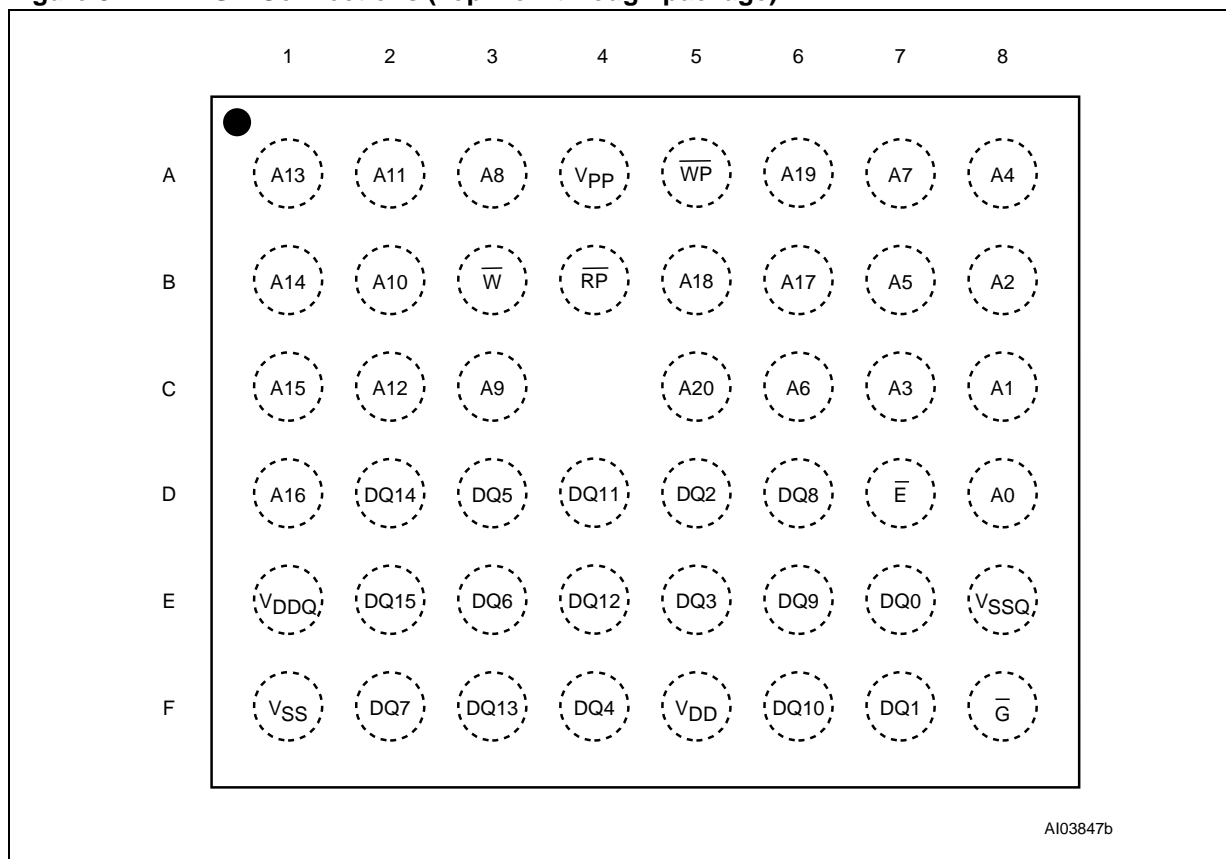 1 2 3 4 5 6 7 8
A A13 A11 A8 VPP W̅P̅ A19 A7 A4
B A14 A10 W̅ R̅P̅ A18 A17 A5 A2
C A15 A12 A9 A20 A6 A3 A1
D A16 DQ14 DQ5 DQ11 DQ2 DQ8 E̅ A0
E VDDQ DQ15 DQ6 DQ12 DQ3 DQ9 DQ0 VSSQ
F VSS DQ7 DQ13 DQ4 VDD DQ10 DQ1 G̅
AI03847b